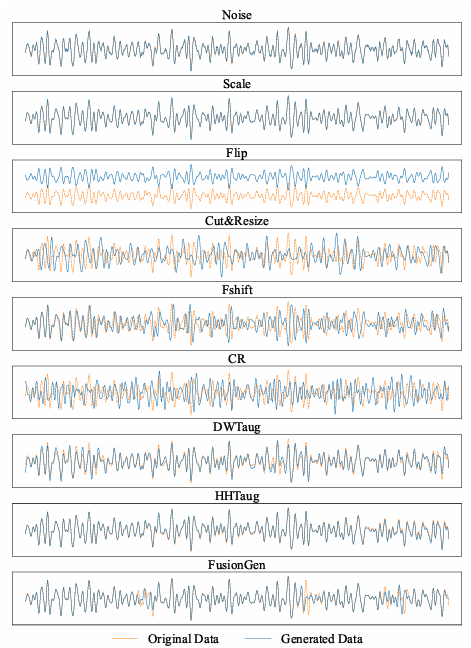 Noise
Scale
Flip
Cut&Resize
Fshift
CR
DWTaug
HHTaug
FusionGen
Original Data Generated Data